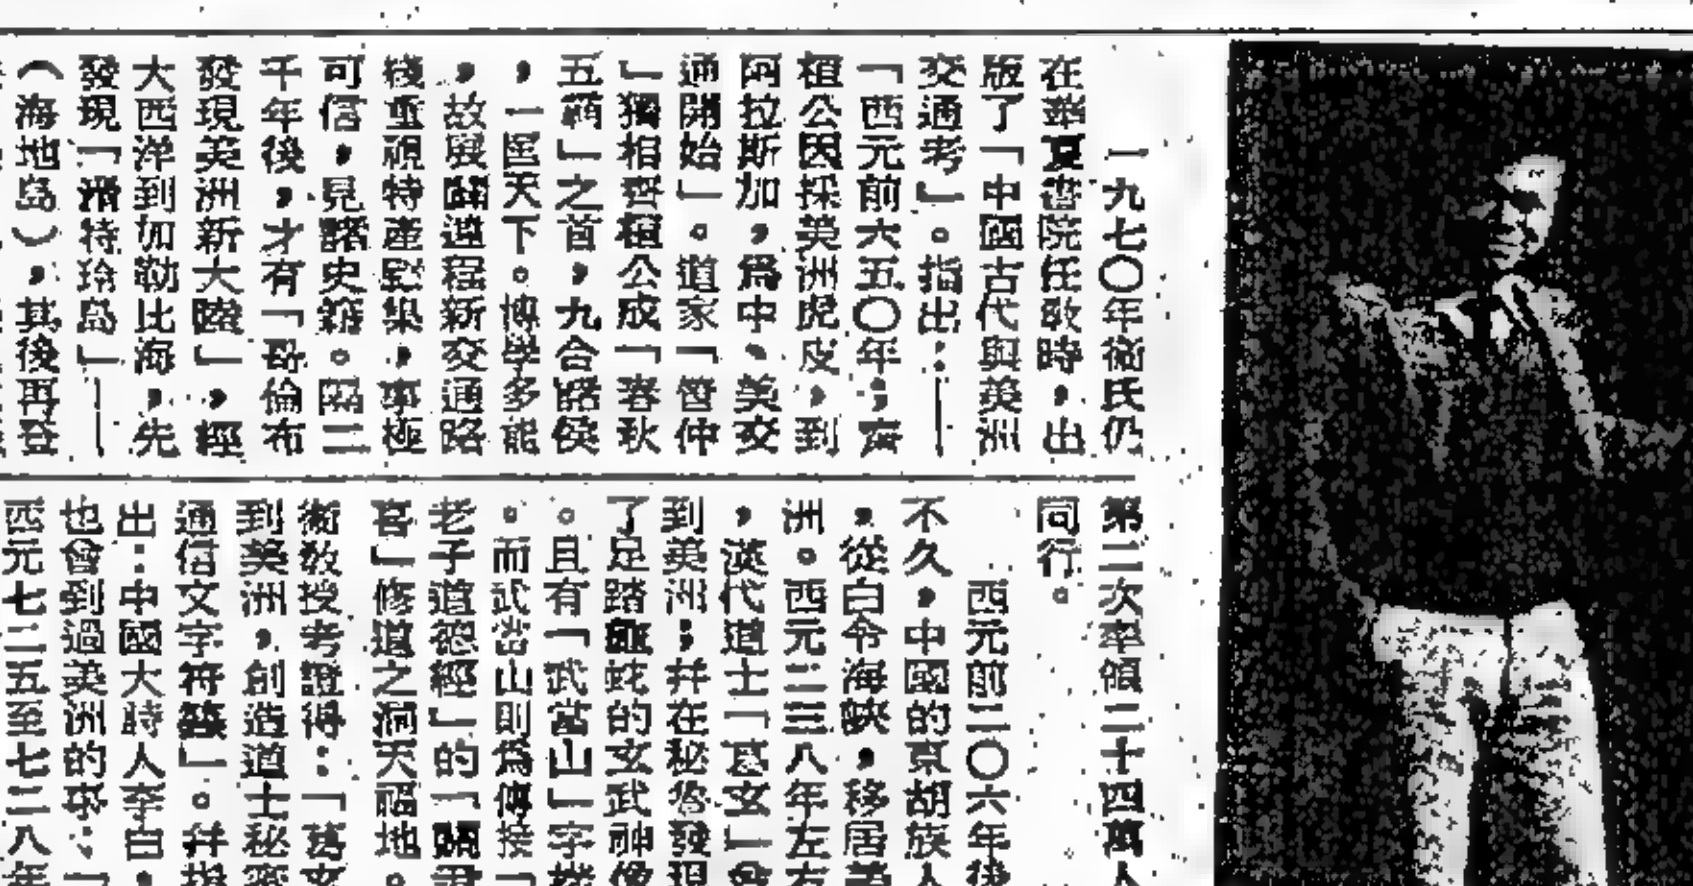 一九七〇年衞氏仍
在華夏書院任敎時,出
版了「中國古代與美洲
交通考」。指出:——
「西元前六五〇年;齊
桓公因採美洲虎皮,到
阿拉斯加,爲中、美交
通開始」。道家「管仲
」獨相齊桓公成「春秋
五霸」之首,九合諸侯
,一匡天下。博學多能
,故展闢遠程新交通路
綫重視特產蒐集,事極
可信,見諸史籍。隔二
千年後,才有「哥倫布
發現美洲新大陸」,經
大西洋到加勒比海,先
發現「滑特玲島」——
(海地島),其後再登
第二次率領二十四萬人
同行。
西元前二〇六年後
不久,中國的東胡族人
,從白令海峽,移居美
洲。西元二三八年左右
,漢代道士「葛玄」曾
到美洲;幷在秘魯發現
了足踏龜蛇的玄武神像
。且有「武當山」字樣
。而武當山則爲傳授「
老子道德經」的「關尹
喜」修道之洞天福地。
衞敎授考證得:「葛玄
到美洲,創造道士秘密
通信文字符籙」。幷指
出:中國大詩人李白,
也會到過美洲的事:「
西元七二五至七二八年